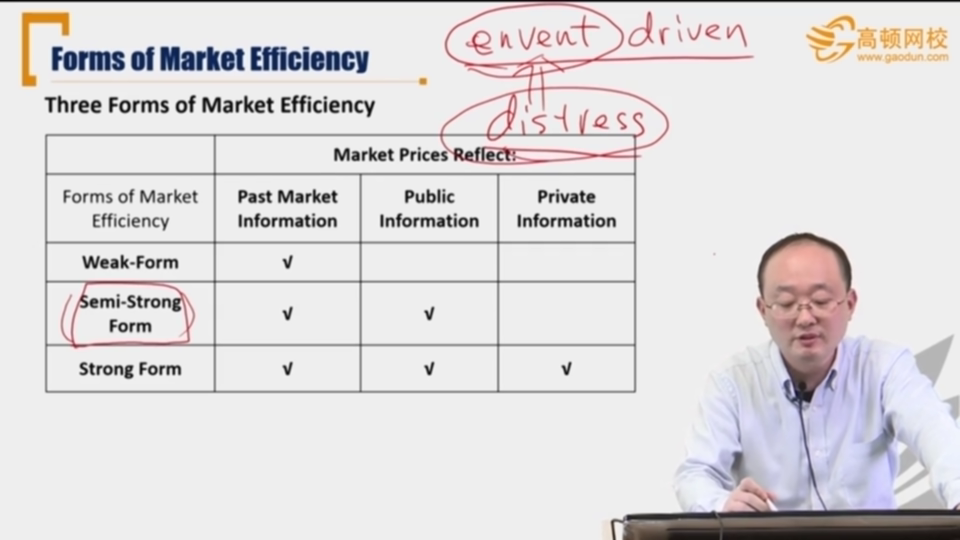 envent driven
高顿网校
www.gaodun.com
Forms of Market Efficiency
distress
Three Forms of Market Efficiency
Market Prices Reflect:
Forms of Market Efficiency
Past Market Information
Public Information
Private Information
Weak-Form
√
Semi-Strong Form
√
√
Strong Form
√
√
√